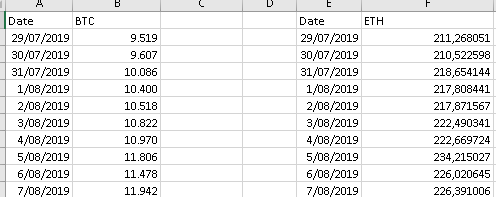 A B C D E F
Date BTC Date ETH
29/07/2019 9.519 29/07/2019 211,268051
30/07/2019 9.607 30/07/2019 210,522598
31/07/2019 10.086 31/07/2019 218,654144
1/08/2019 10.400 1/08/2019 217,808441
2/08/2019 10.518 2/08/2019 217,871567
3/08/2019 10.822 3/08/2019 222,490341
4/08/2019 10.970 4/08/2019 222,669724
5/08/2019 11.806 5/08/2019 234,215027
6/08/2019 11.478 6/08/2019 226,020645
7/08/2019 11.942 7/08/2019 226,391006